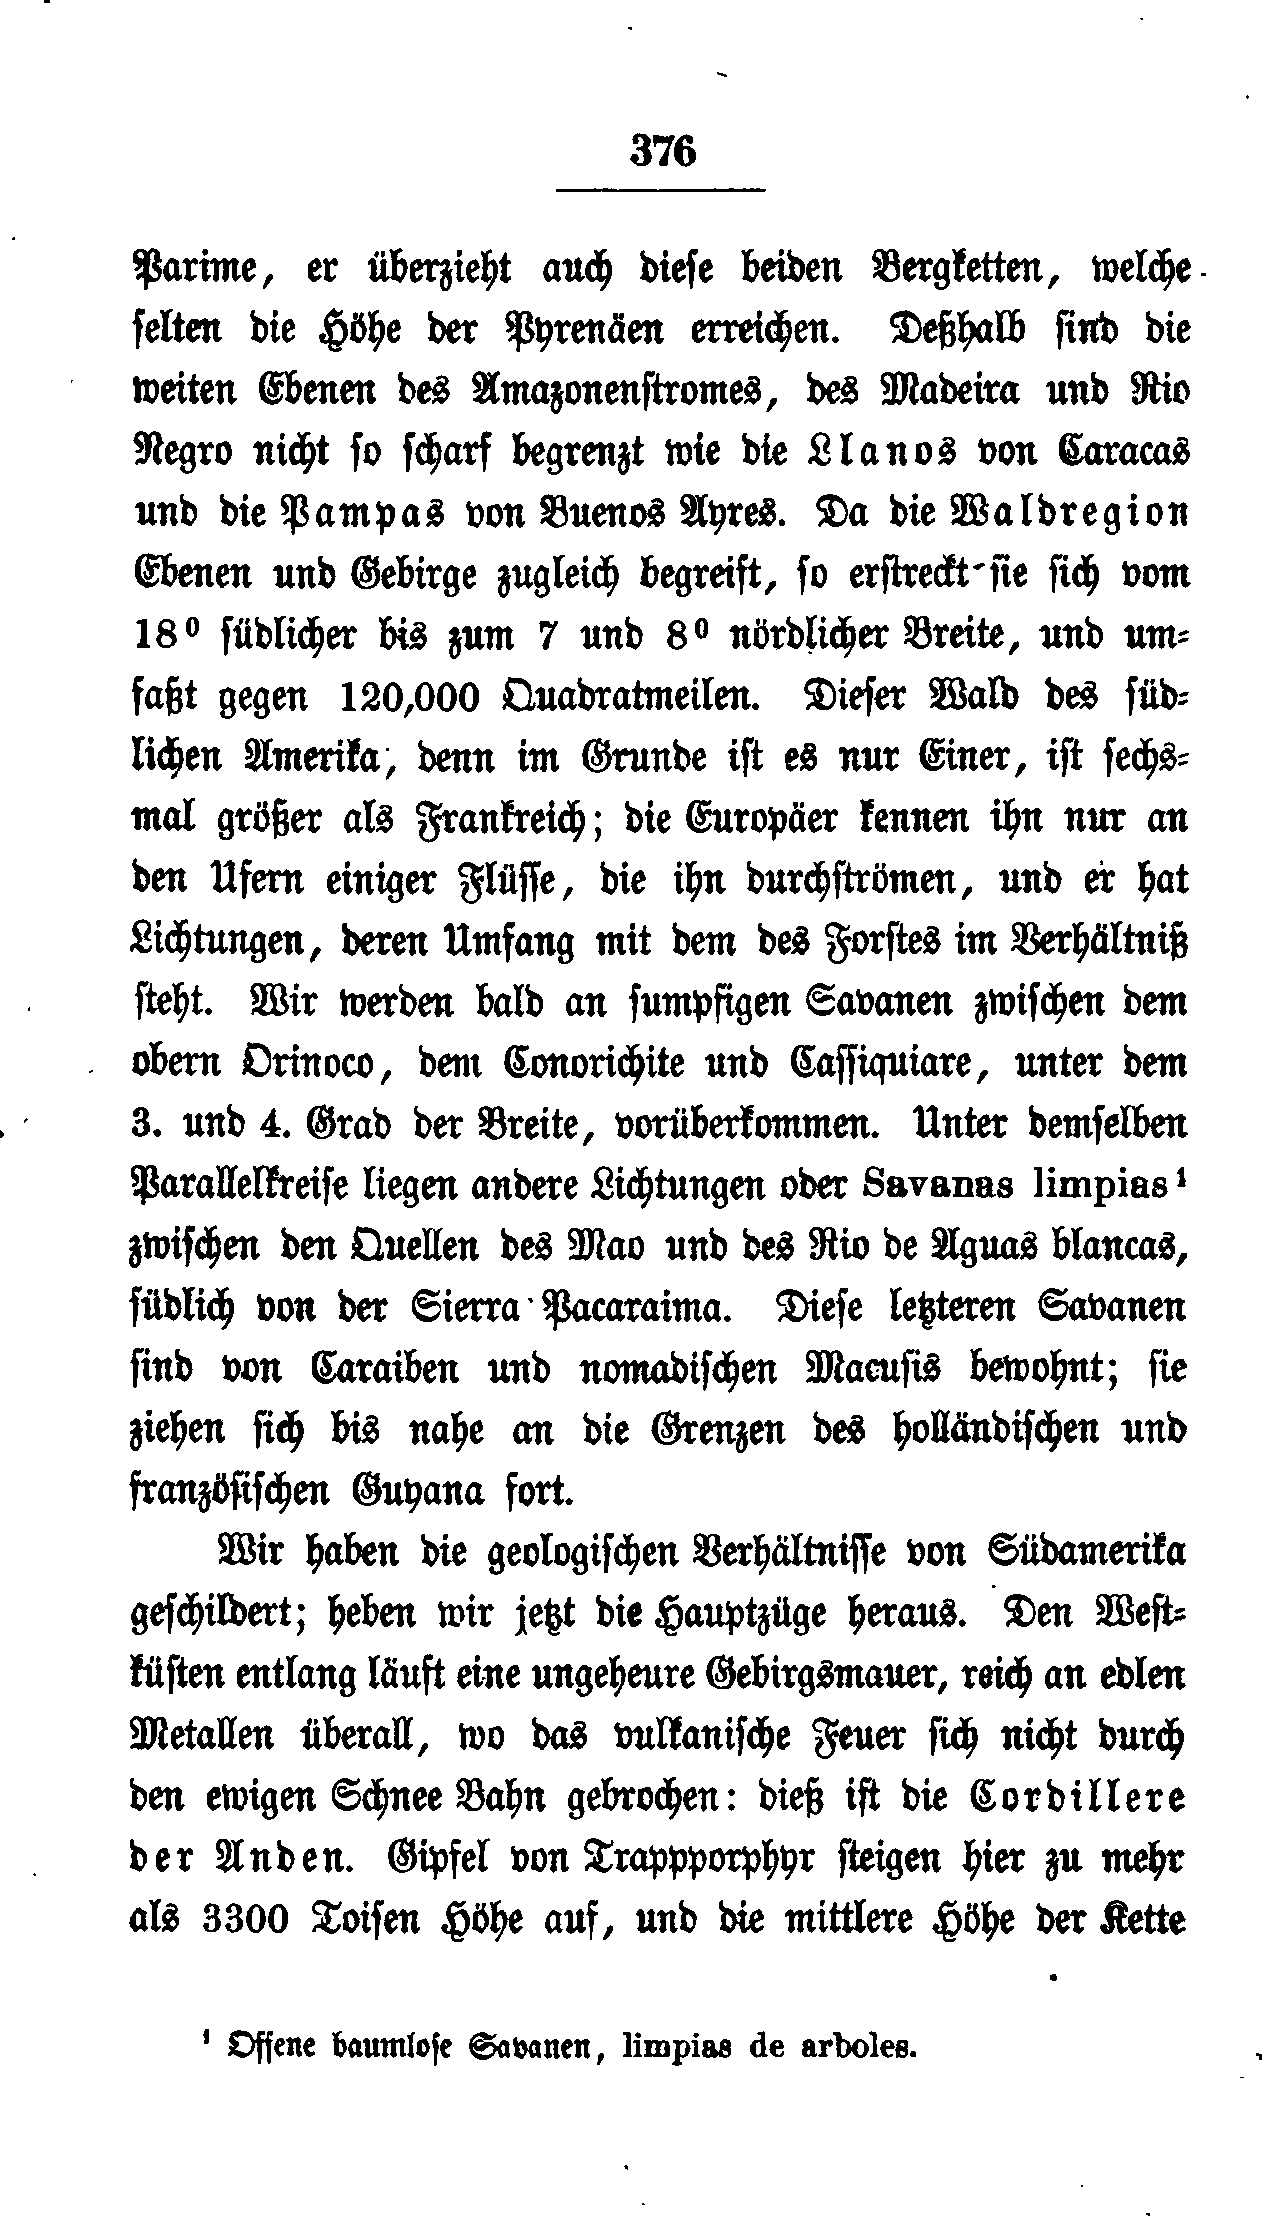 376
Parime, er überzieht auch diese beiden Bergketten, welche
selten die Höhe der Pyrenäen erreichen. Deßhalb sind die
weiten Ebenen des Amazonenstromes, des Madeira und Rio
Negro nicht so scharf begrenzt wie die Llanos von Caracas
und die Pampas von Buenos Ayres. Da die Waldregion
Ebenen und Gebirge zugleich begreift, so erstreckt sie sich vom
18⁰ südlicher bis zum 7 und 8⁰ nördlicher Breite, und um-
faßt gegen 120,000 Quadratmeilen. Dieser Wald des süd-
lichen Amerika, denn im Grunde ist es nur Einer, ist sechs-
mal größer als Frankreich; die Europäer kennen ihn nur an
den Ufern einiger Flüsse, die ihn durchströmen, und er hat
Lichtungen, deren Umfang mit dem des Forstes im Verhältniß
steht. Wir werden bald an sumpfigen Savanen zwischen dem
obern Orinoco, dem Conorichite und Cassiquiare, unter dem
3. und 4. Grad der Breite, vorüberkommen. Unter demselben
Parallelkreise liegen andere Lichtungen oder Savanas limpias¹
zwischen den Quellen des Mao und des Rio de Aguas blancas,
südlich von der Sierra Pacaraima. Diese letzteren Savanen
sind von Caraiben und nomadischen Macusis bewohnt; sie
ziehen sich bis nahe an die Grenzen des holländischen und
französischen Guyana fort.
Wir haben die geologischen Verhältnisse von Südamerika
geschildert; heben wir jetzt die Hauptzüge heraus. Den West-
küsten entlang läuft eine ungeheure Gebirgsmauer, reich an edlen
Metallen überall, wo das vulkanische Feuer sich nicht durch
den ewigen Schnee Bahn gebrochen: dieß ist die Cordillere
der Anden. Gipfel von Trappporphyr steigen hier zu mehr
als 3300 Toisen Höhe auf, und die mittlere Höhe der Kette
¹ Offene baumlose Savanen, limpias de arboles.